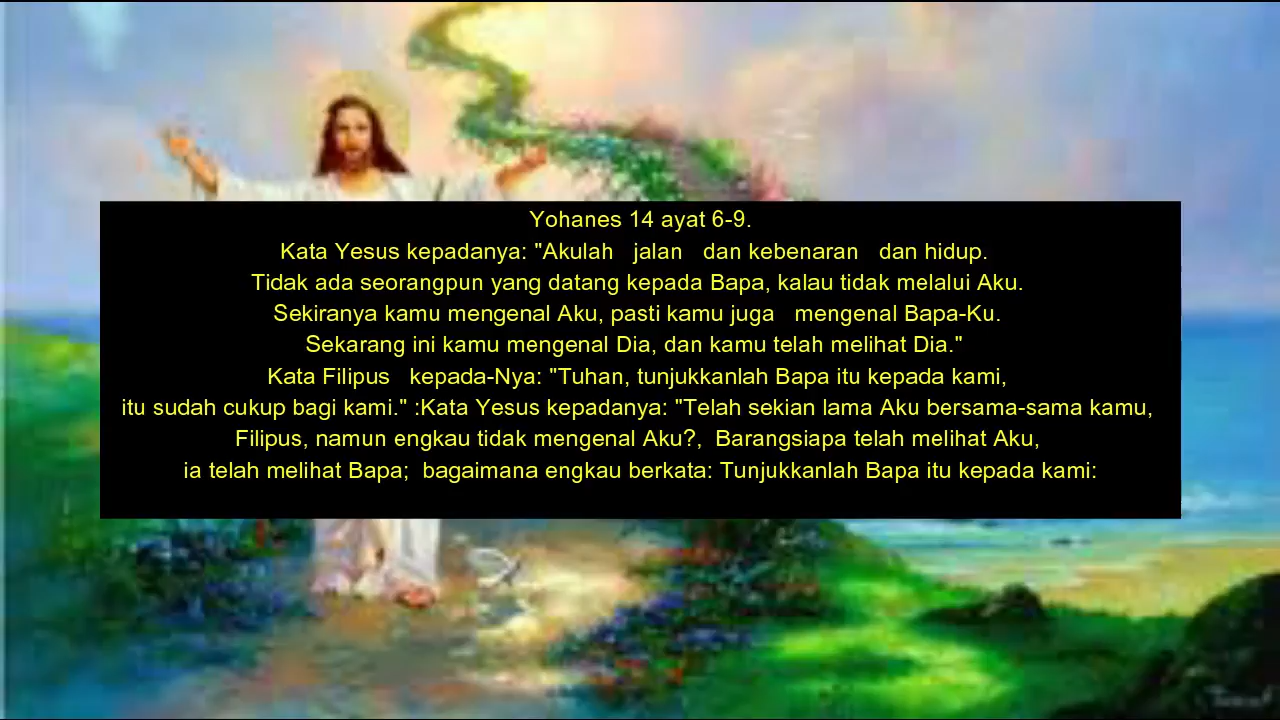 Yohanes 14 ayat 6-9.
Kata Yesus kepadanya: "Akulah   jalan   dan kebenaran   dan hidup.
Tidak ada seorangpun yang datang kepada Bapa, kalau tidak melalui Aku.
Sekiranya kamu mengenal Aku, pasti kamu juga   mengenal Bapa-Ku.
Sekarang ini kamu mengenal Dia, dan kamu telah melihat Dia."
Kata Filipus   kepada-Nya: "Tuhan, tunjukkanlah Bapa itu kepada kami,
itu sudah cukup bagi kami." :Kata Yesus kepadanya: "Telah sekian lama Aku bersama-sama kamu,
Filipus, namun engkau tidak mengenal Aku?,  Barangsiapa telah melihat Aku,
ia telah melihat Bapa;  bagaimana engkau berkata: Tunjukkanlah Bapa itu kepada kami: